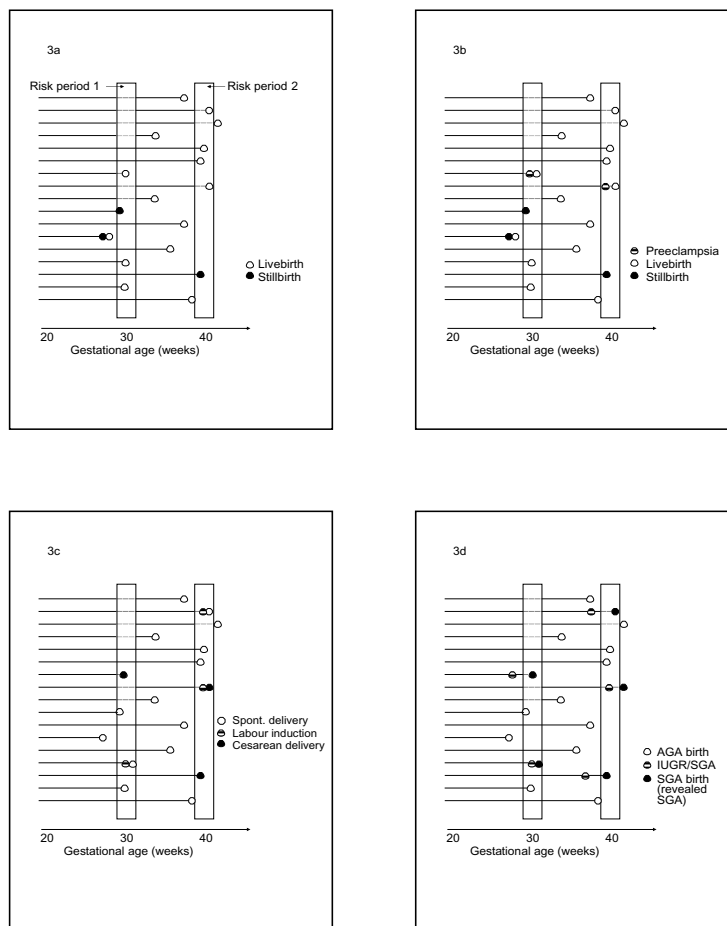 3a
Risk period 1
Risk period 2
Livebirth
Stillbirth
20
30
40
Gestational age (weeks)
3b
Preeclampsia
Livebirth
Stillbirth
20
30
40
Gestational age (weeks)
3c
Spont. delivery
Labour induction
Cesarean delivery
20
30
40
Gestational age (weeks)
3d
AGA birth
IUGR/SGA
SGA birth
(revealed
SGA)
20
30
40
Gestational age (weeks)